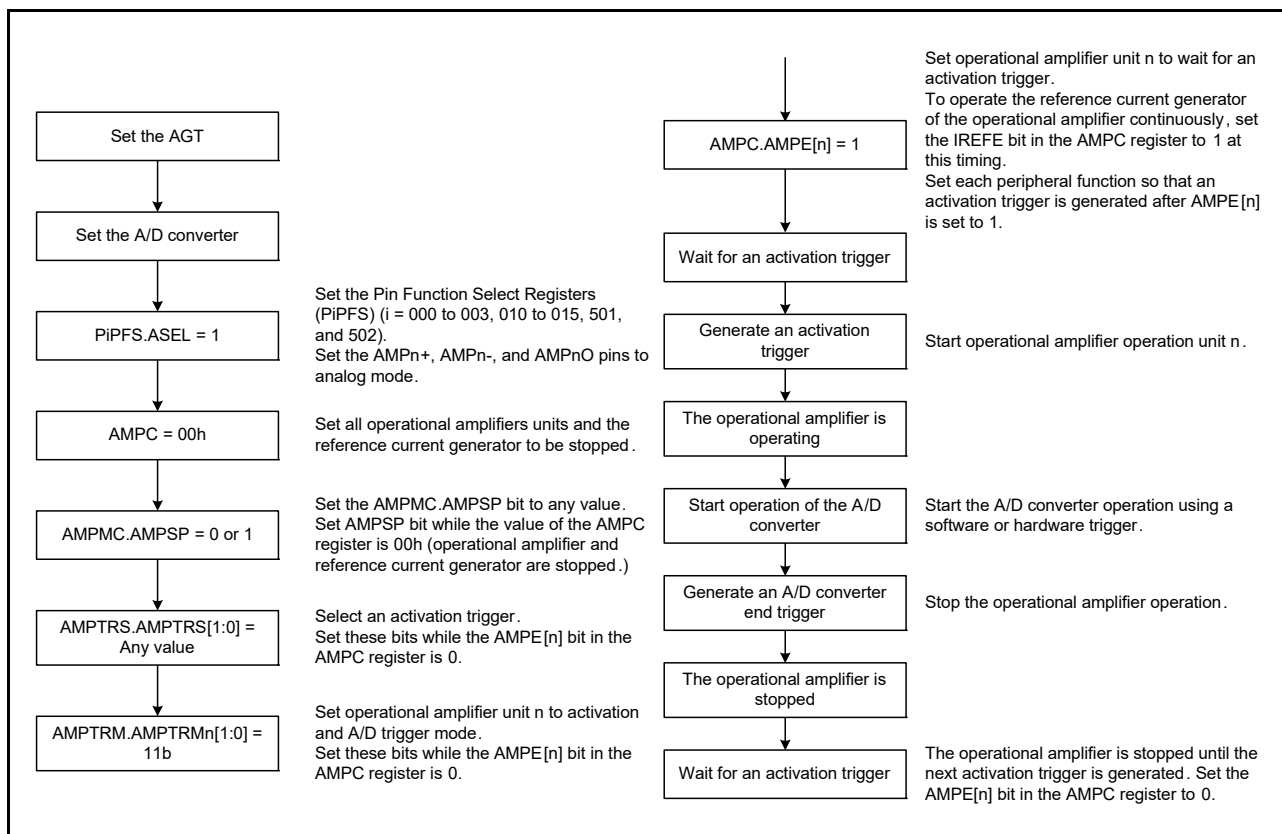 Set the AGT
Set the A/D converter
PiPFS.ASEL = 1
Set the Pin Function Select Registers
(PiPFS) (i = 000 to 003, 010 to 015, 501,
and 502).
Set the AMPn+, AMPn-, and AMPnO pins to
analog mode.
AMPC = 00h
Set all operational amplifiers units and the
reference current generator to be stopped.
AMPMC.AMPSP = 0 or 1
Set the AMPMC.AMPSP bit to any value.
Set AMPSP bit while the value of the AMPC
register is 00h (operational amplifier and
reference current generator are stopped.)
AMPTRS.AMPTRS[1:0] =
Any value
Select an activation trigger.
Set these bits while the AMPE[n] bit in the
AMPC register is 0.
AMPTRM.AMPTRMn[1:0] =
11b
Set operational amplifier unit n to activation
and A/D trigger mode.
Set these bits while the AMPE[n] bit in the
AMPC register is 0.
AMPC.AMPE[n] = 1
Set operational amplifier unit n to wait for an
activation trigger.
To operate the reference current generator
of the operational amplifier continuously, set
the IREFE bit in the AMPC register to 1 at
this timing.
Set each peripheral function so that an
activation trigger is generated after AMPE[n]
is set to 1.
Wait for an activation trigger
Generate an activation
trigger
Start operational amplifier operation unit n.
The operational amplifier is
operating
Start operation of the A/D
converter
Start the A/D converter operation using a
software or hardware trigger.
Generate an A/D converter
end trigger
Stop the operational amplifier operation.
The operational amplifier is
stopped
Wait for an activation trigger
The operational amplifier is stopped until the
next activation trigger is generated. Set the
AMPE[n] bit in the AMPC register to 0.